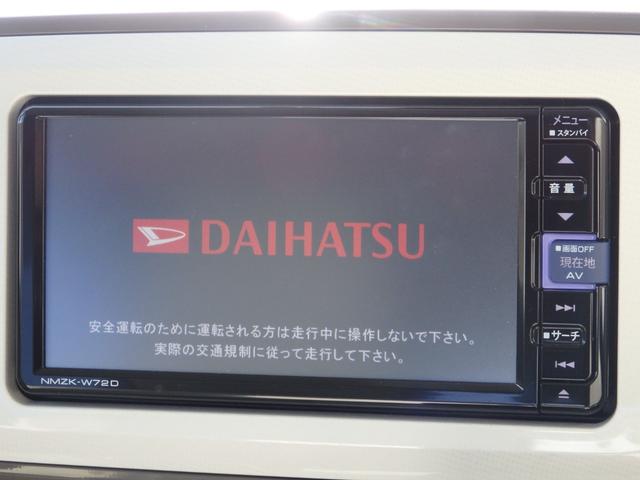 DAIHATSU
安全運転のために運転される方は走行中に操作しないで下さい。
実際の交通規制に従って走行して下さい。
NMZK-W72D
メニュー
■スタンバイ
音量
■画面OFF
現在地
AV
■サーチ